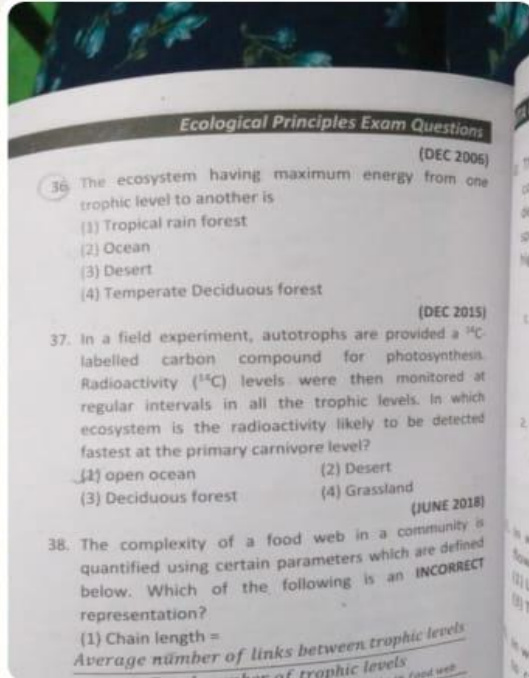 Ecological Principles Exam Questions
(DEC 2006)
36. The ecosystem having maximum energy from one
trophic level to another is
(1) Tropical rain forest
(2) Ocean
(3) Desert
(4) Temperate Deciduous forest
(DEC 2015)
37. In a field experiment, autotrophs are provided a ¹⁴C-
labelled carbon compound for photosynthesis.
Radioactivity (¹⁴C) levels were then monitored at
regular intervals in all the trophic levels. In which
ecosystem is the radioactivity likely to be detected
fastest at the primary carnivore level?
(1) open ocean (2) Desert
(3) Deciduous forest (4) Grassland
(JUNE 2018)
38. The complexity of a food web in a community is
quantified using certain parameters which are defined
below. Which of the following is an INCORRECT
representation?
(1) Chain length =
Average number of links between trophic levels
of trophic levels
food web